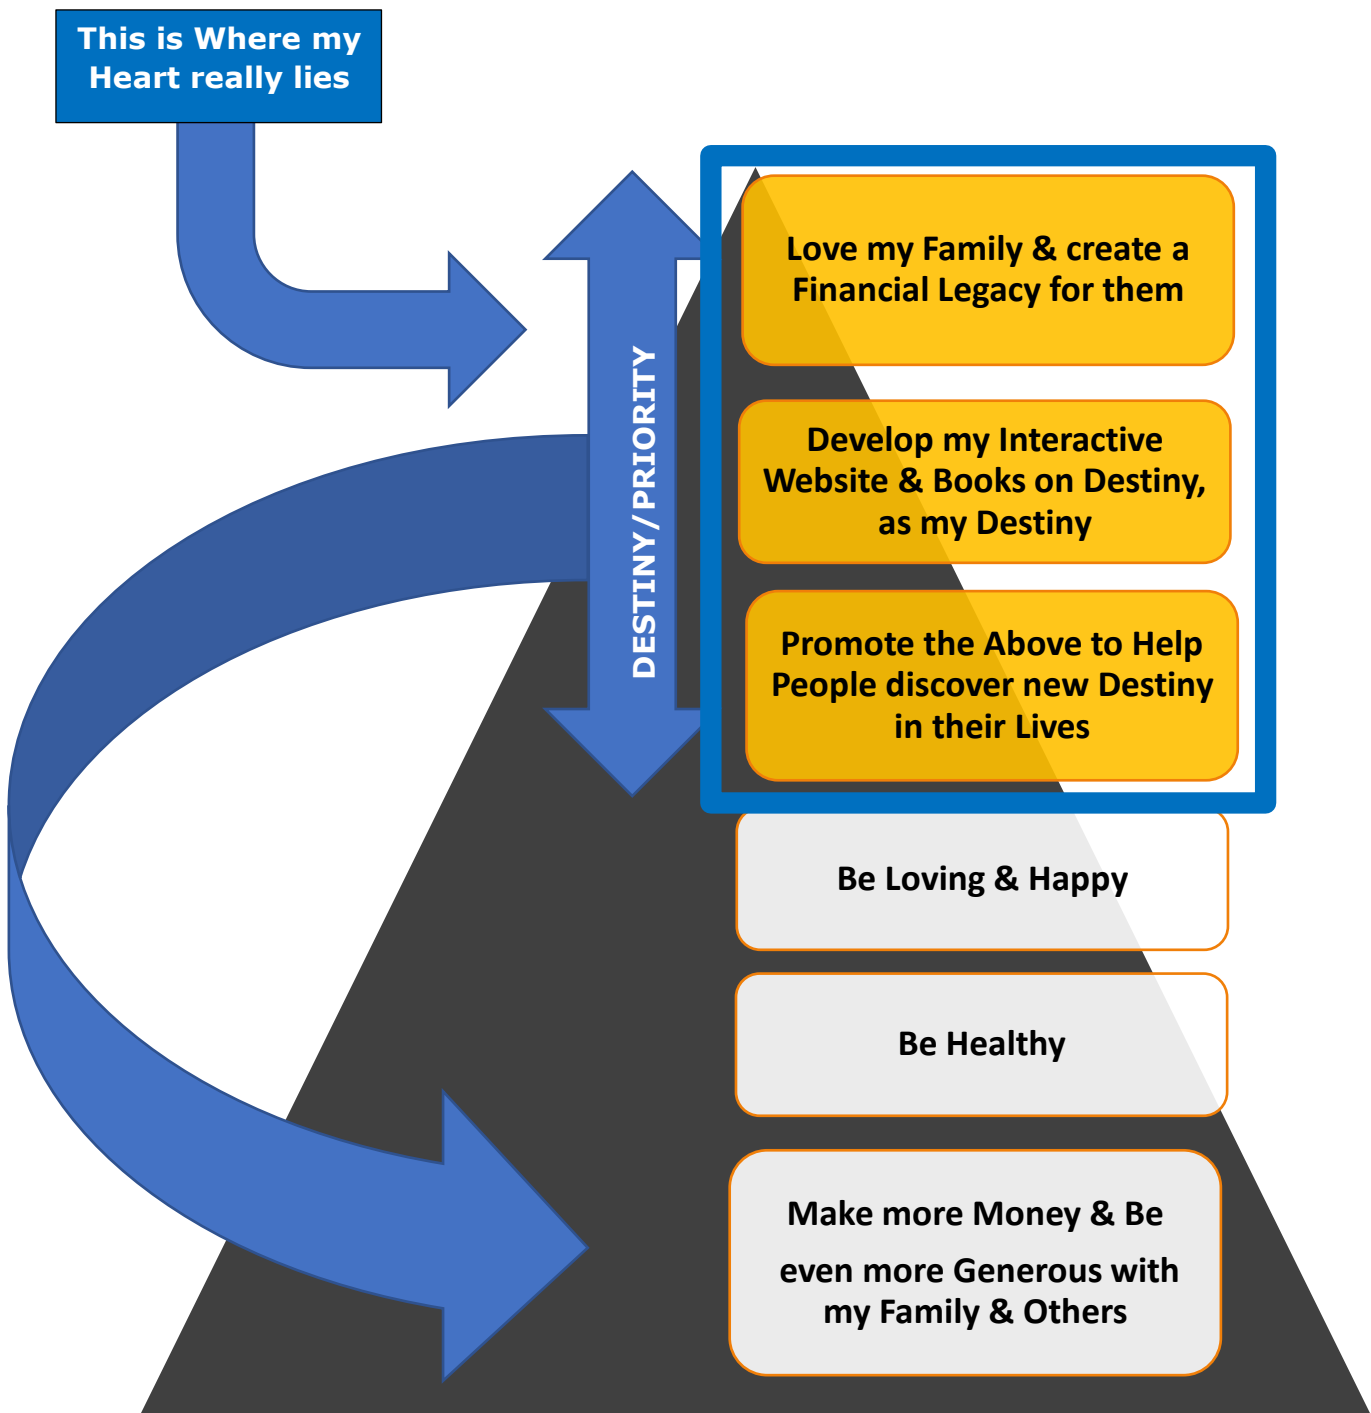 This is Where my
Heart really lies
Love my Family & create a
Financial Legacy for them
DESTINY/PRIORITY
Develop my Interactive
Website & Books on Destiny,
as my Destiny
Promote the Above to Help
People discover new Destiny
in their Lives
Be Loving & Happy
Be Healthy
Make more Money & Be
even more Generous with
my Family & Others